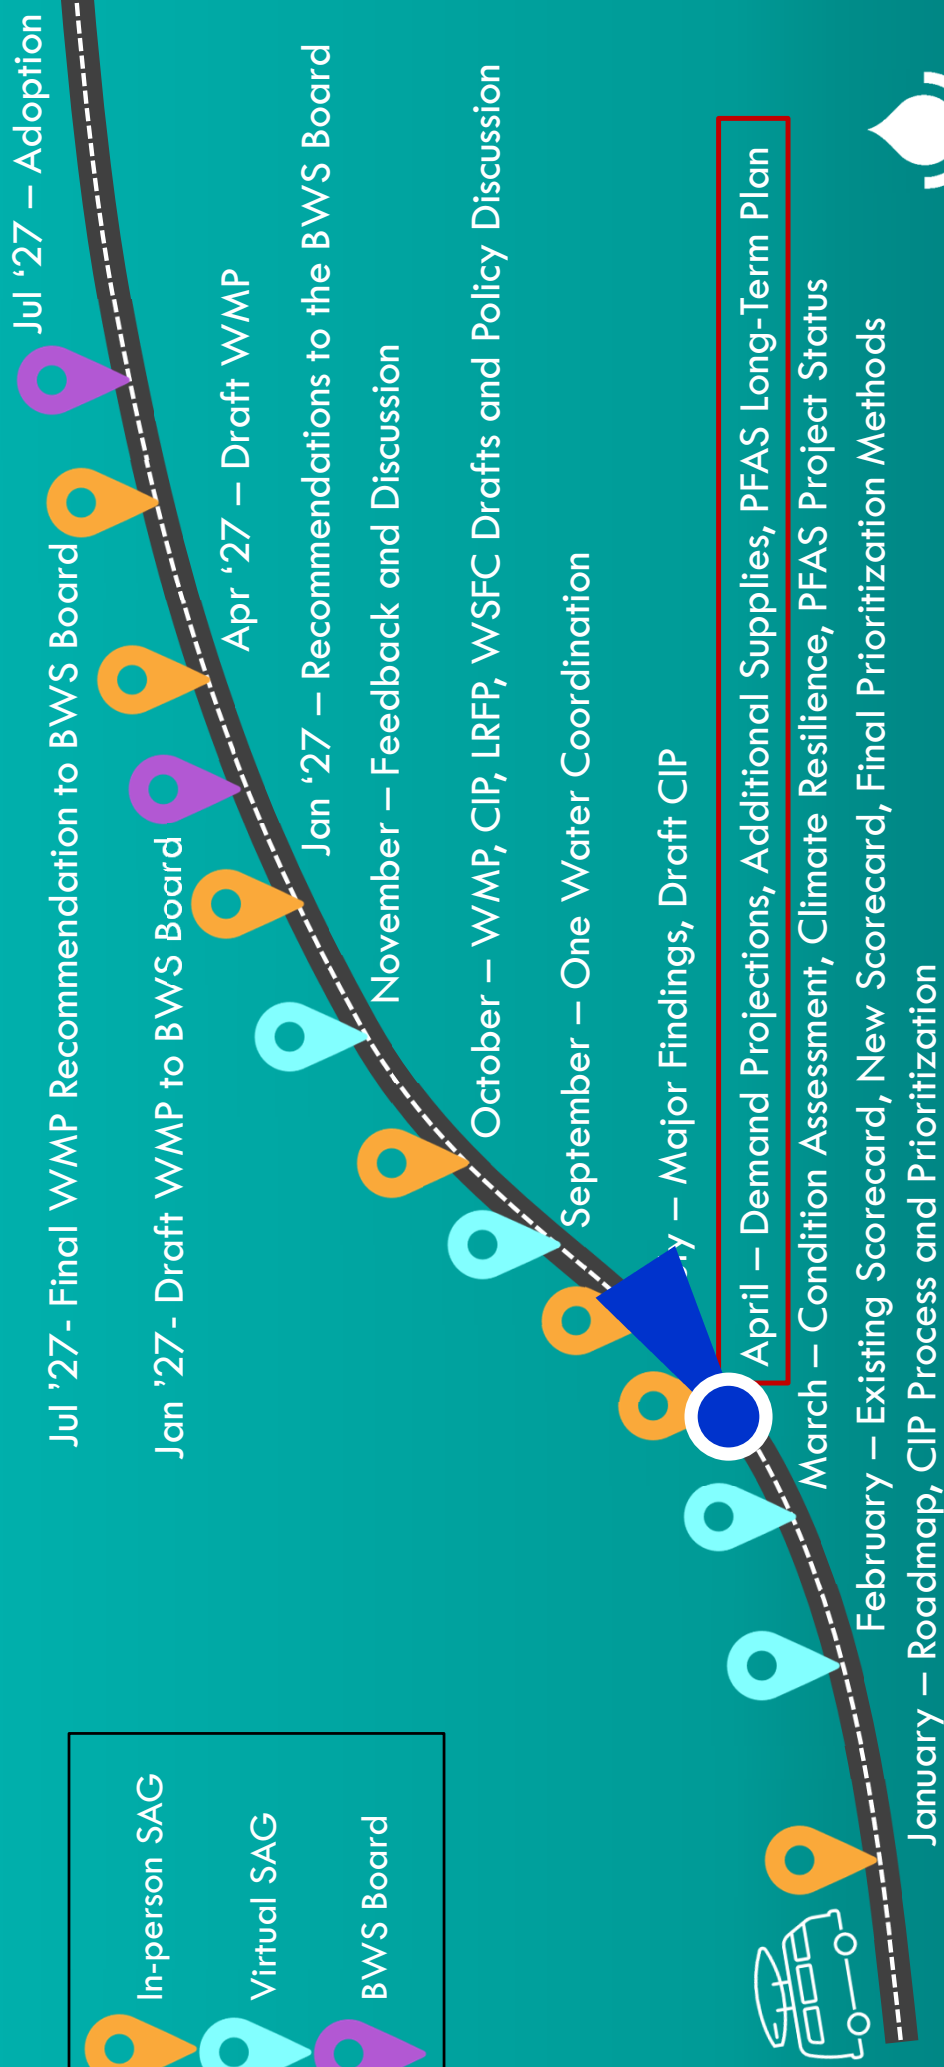 Jul ’27- Final WMP Recommendation to BWS Board
Jul ‘27 – Adoption
Jan ’27- Draft WMP to BWS Board
Apr ‘27 – Draft WMP
Jan ‘27 – Recommendations to the BWS Board
November – Feedback and Discussion
October – WMP, CIP, LRFP, WSFC Drafts and Policy Discussion
September – One Water Coordination
– Major Findings, Draft CIP
April – Demand Projections, Additional Supplies, PFAS Long-Term Plan
March – Condition Assessment, Climate Resilience, PFAS Project Status
February – Existing Scorecard, New Scorecard, Final Prioritization Methods
January – Roadmap, CIP Process and Prioritization
In-person SAG
Virtual SAG
BWS Board